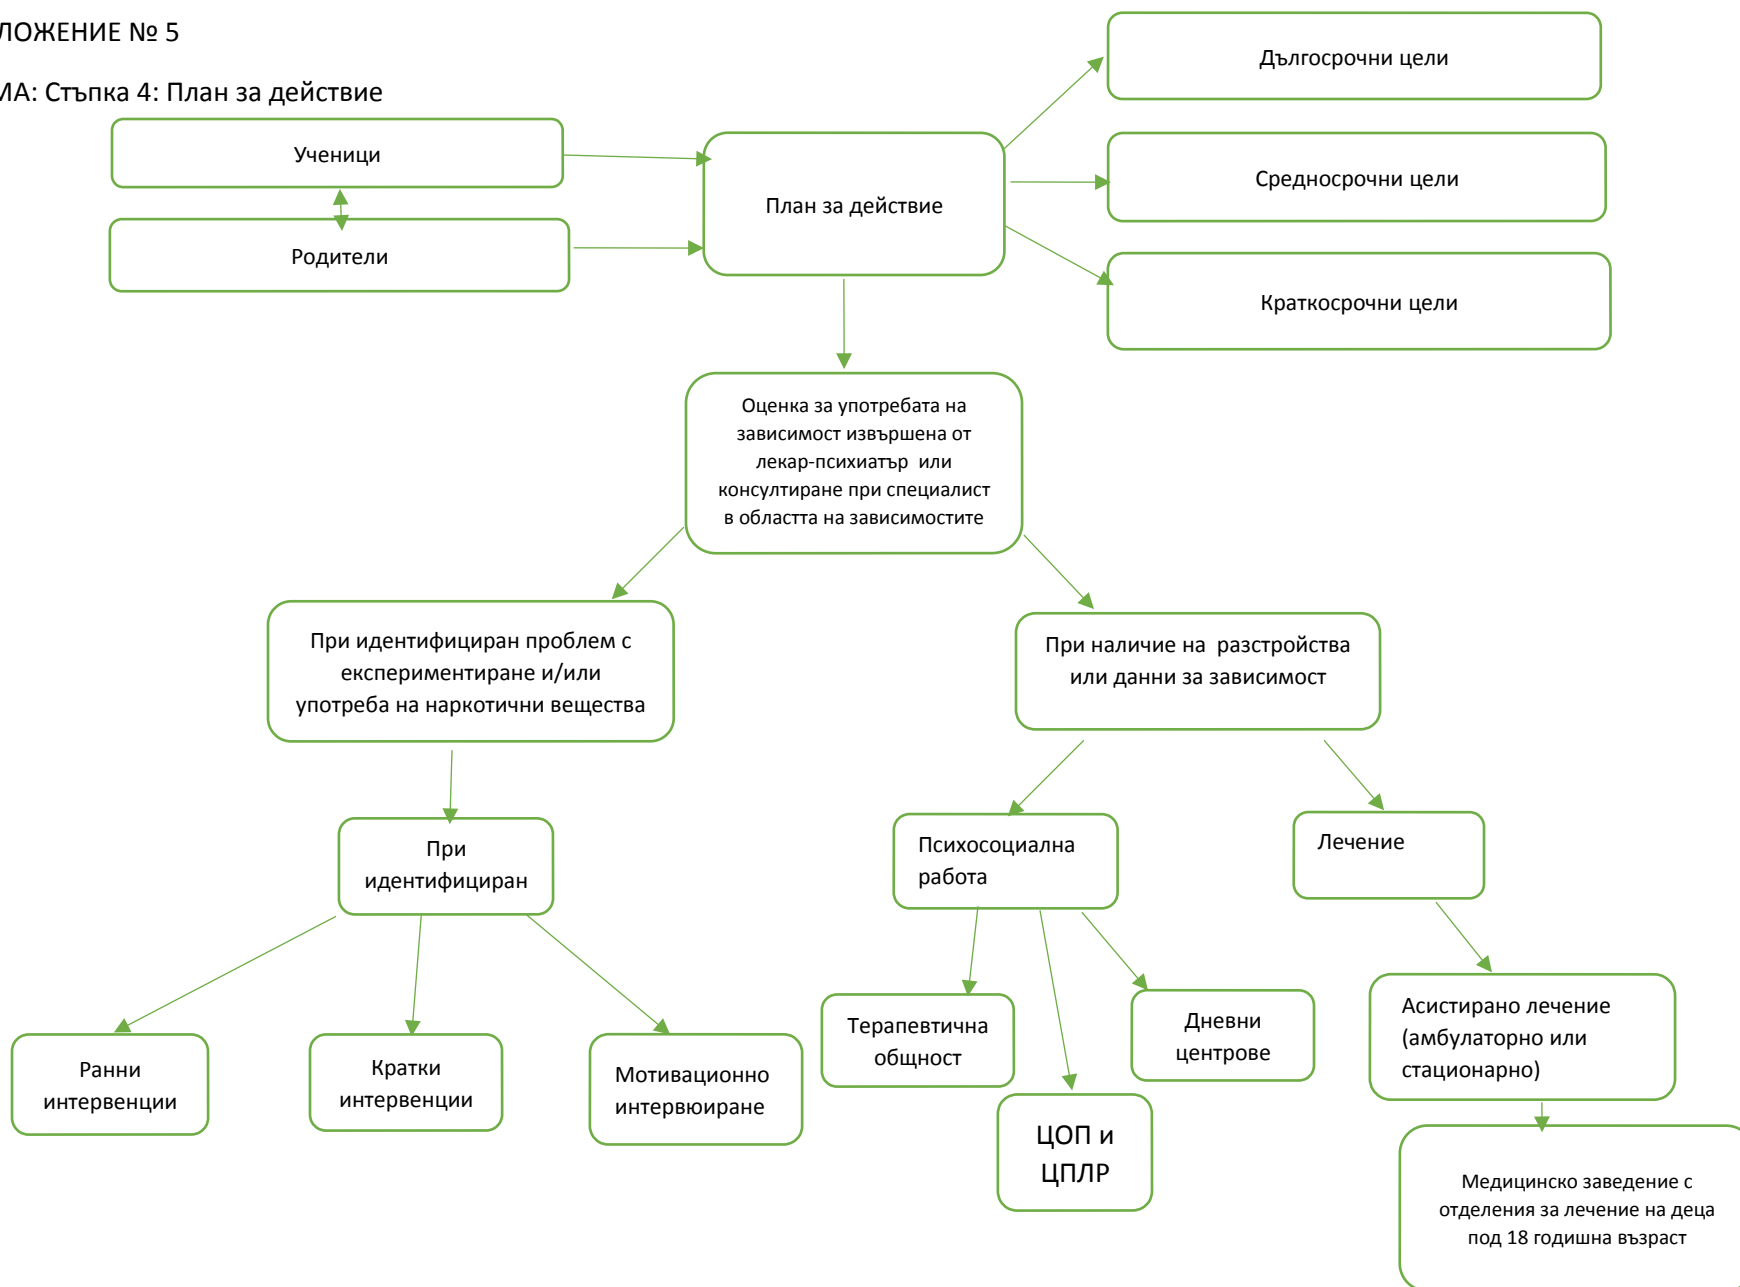 ЛОЖЕНИЕ № 5
МА: Стъпка 4: План за действие
Ученици
Родители
План за действие
Дългосрочни цели
Средносрочни цели
Краткосрочни цели
Оценка за употребата на
зависимост извършена от
лекар-психиатър или
консултиране при специалист
в областта на зависимостите
При идентифициран проблем с
експериментиране и/или
употреба на наркотични вещества
При наличие на разстройства
или данни за зависимост
При
идентифициран
Психосоциална
работа
Лечение
Ранни
интервенции
Кратки
интервенции
Мотивационно
интервюиране
Терапевтична
общност
ЦОП и
ЦПЛР
Дневни
центрове
Асистирано лечение
(амбулаторно или
стационарно)
Медицинско заведение с
отделения за лечение на деца
под 18 годишна възраст